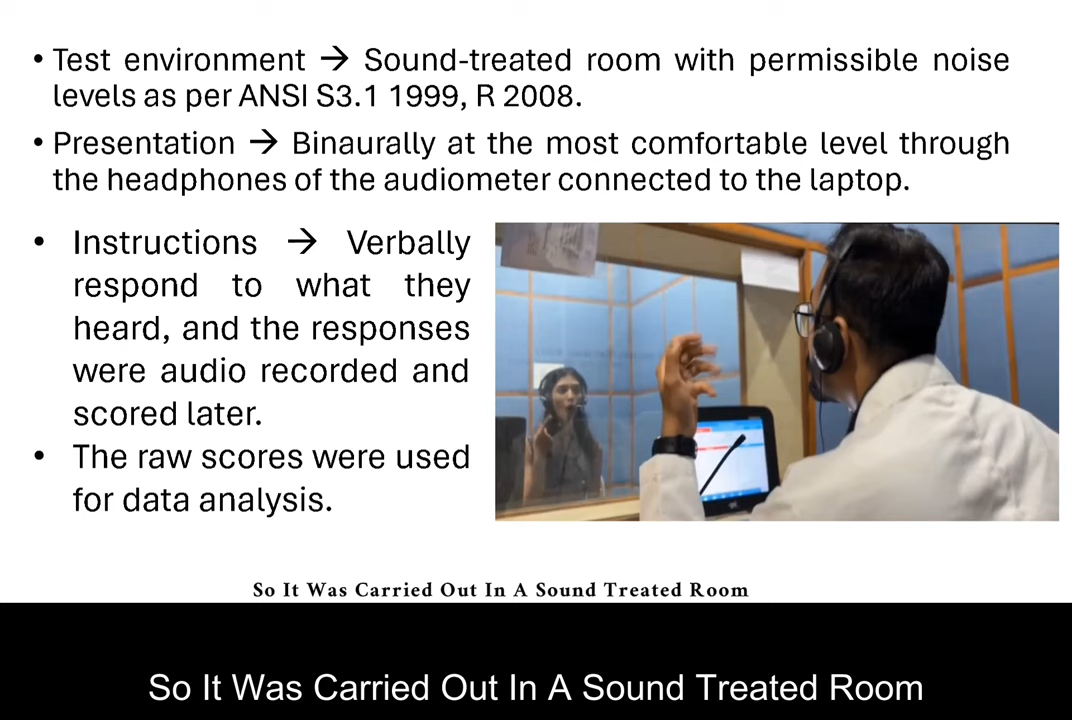 • Test environment → Sound-treated room with permissible noise
levels as per ANSI S3.1 1999, R 2008.
• Presentation → Binaurally at the most comfortable level through
the headphones of the audiometer connected to the laptop.
• Instructions → Verbally
respond to what they
heard, and the responses
were audio recorded and
scored later.
• The raw scores were used
for data analysis.
So It Was Carried Out In A Sound Treated Room
So It Was Carried Out In A Sound Treated Room